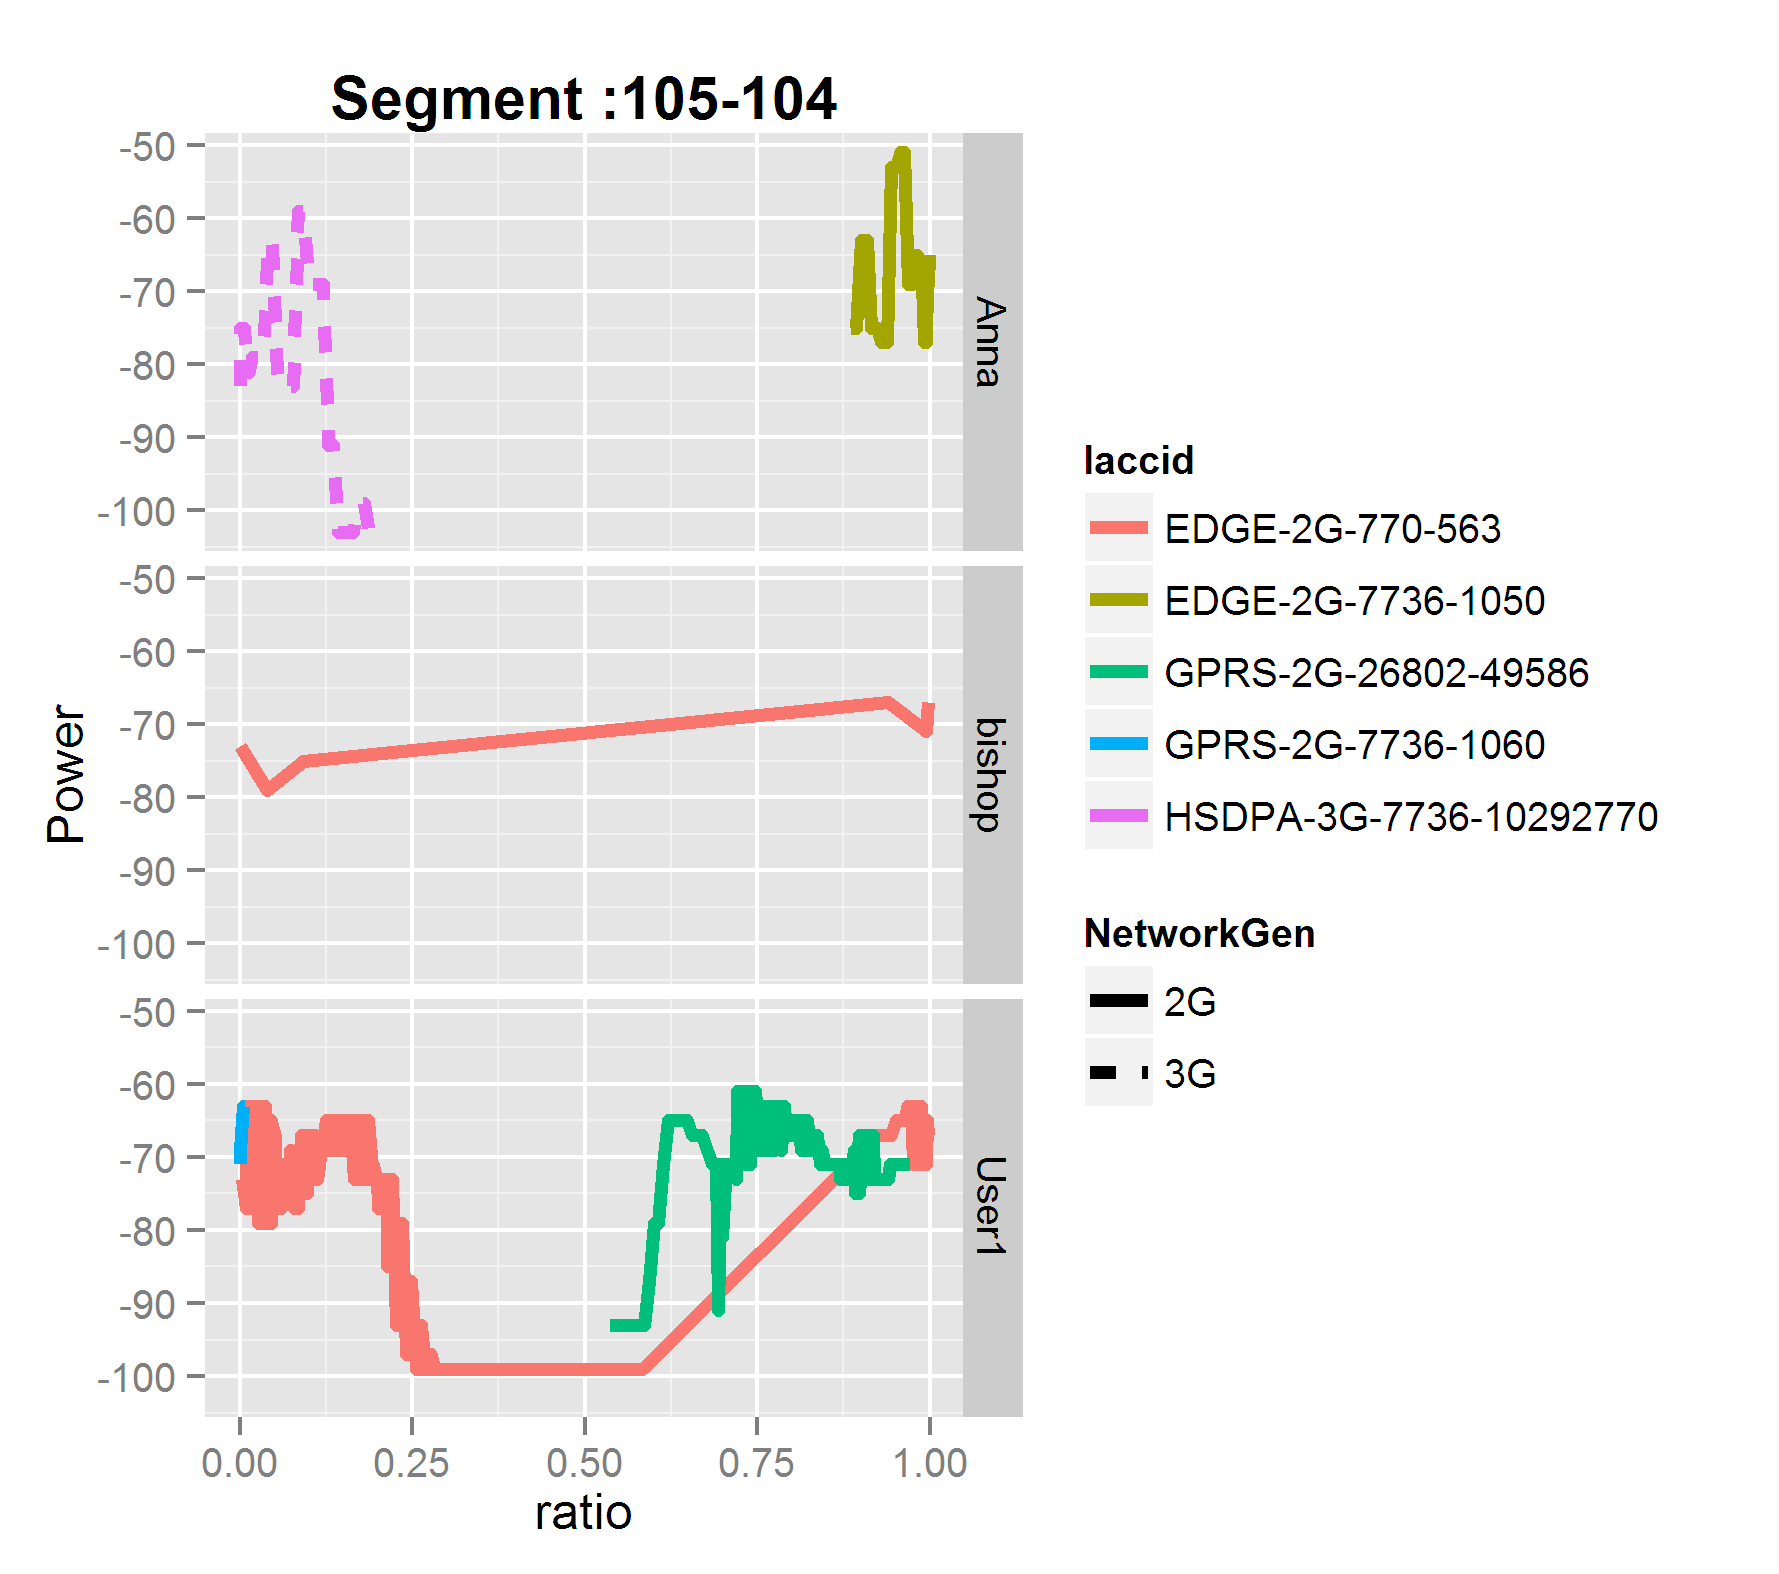 Segment :105-104
-50
-60
-70
-80
-90
-100
Anna
-50
-60
-70
-80
-90
-100
bishop
-50
-60
-70
-80
-90
-100
User1
0.00 0.25 0.50 0.75 1.00
ratio
Power
laccid
EDGE-2G-770-563
EDGE-2G-7736-1050
GPRS-2G-26802-49586
GPRS-2G-7736-1060
HSDPA-3G-7736-10292770
NetworkGen
2G
3G